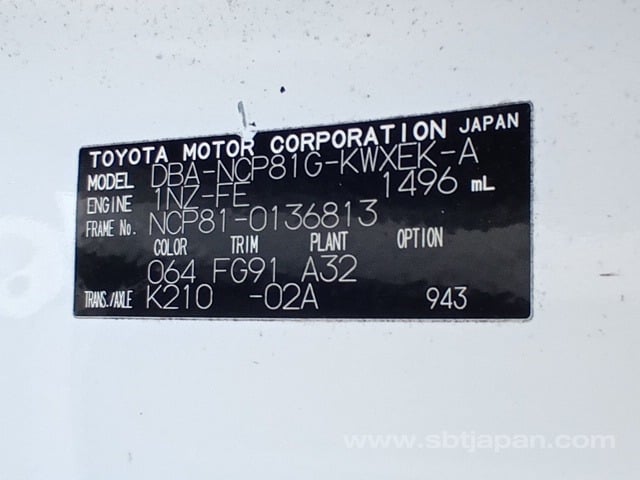 TOYOTA MOTOR CORPORATION JAPAN
MODEL DBA-NCP81G-KWXEK-A
ENGINE 1NZ-FE 1496 mL
FRAME No. NCP81-0136813
COLOR TRIM PLANT OPTION
064 FG91 A32
TRANS./AXLE K210 -02A 943
www.sbtjapan.com